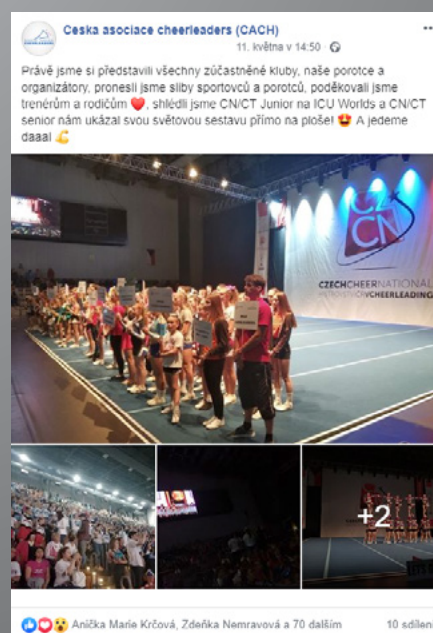 Ceska asociace cheerleaders (CACH)
11. května v 14:50
Právě jsme si představili všechny zúčastněné kluby, naše porotce a
organizátory, pronesli jsme sliby sportovců a porotců, poděkovali jsme
trenérům a rodičům ❤️, shlédli jsme CN/CT Junior na ICU Worlds a CN/CT
senior nám ukázal svou světovou sestavu přímo na ploše! 🤩 A jedeme
daaal 💪
CZ
CN
CZECHCHEERNATIONAL
CHEERLEADING
+2
Anička Marie Krčová, Zdeňka Nemravová a 70 dalším
10 sdílení